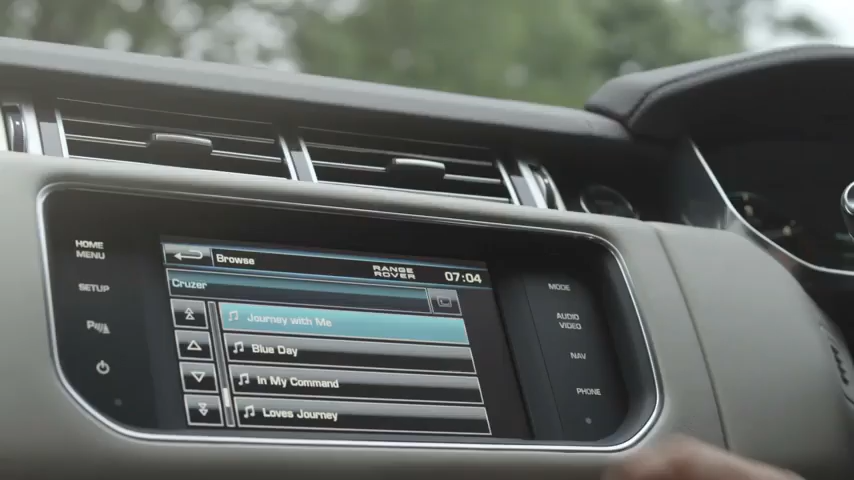 HOME
MENU
SETUP
Browse
RANGE
ROVER
07:04
Cruzer
Journey with Me
Blue Day
In My Command
Loves Journey
MODE
AUDIO
VIDEO
NAV
PHONE